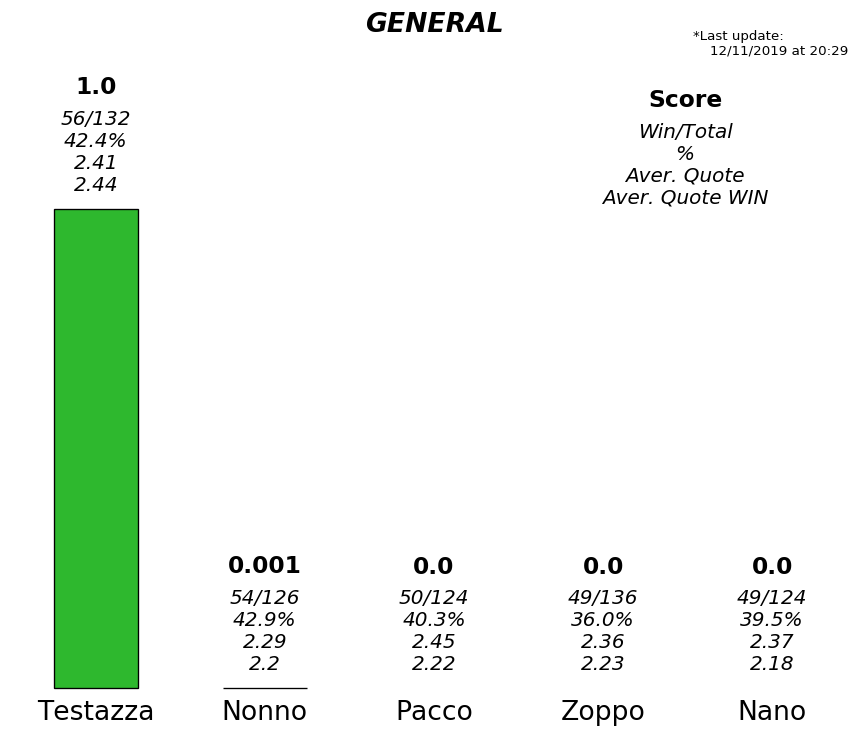 GENERAL
*Last update:
12/11/2019 at 20:29
1.0
56/132
42.4%
2.41
2.44
Score
Win/Total
%
Aver. Quote
Aver. Quote WIN
0.001
54/126
42.9%
2.29
2.2
0.0
50/124
40.3%
2.45
2.22
0.0
49/136
36.0%
2.36
2.23
0.0
49/124
39.5%
2.37
2.18
Testazza
Nonno
Pacco
Zoppo
Nano